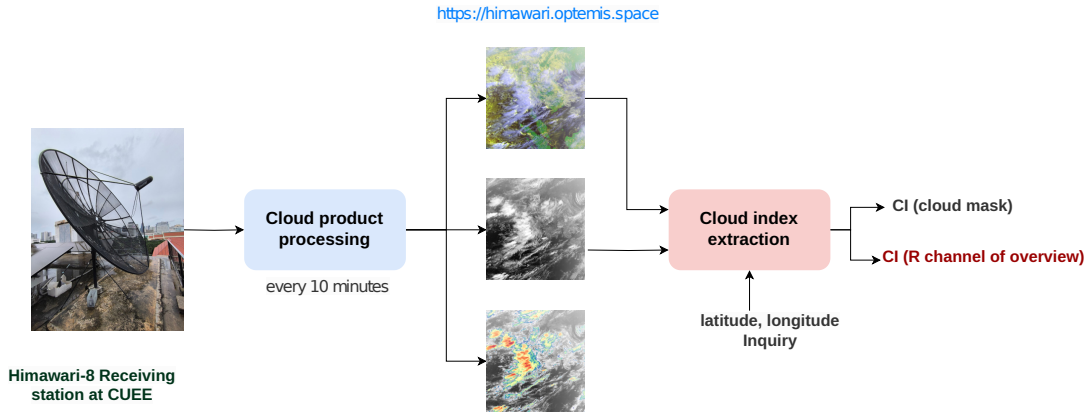 https://himawari.optemis.space
Cloud product
processing
every 10 minutes
Himawari-8 Receiving
station at CUEE
Cloud index
extraction
latitude, longitude
Inquiry
CI (cloud mask)
CI (R channel of overview)